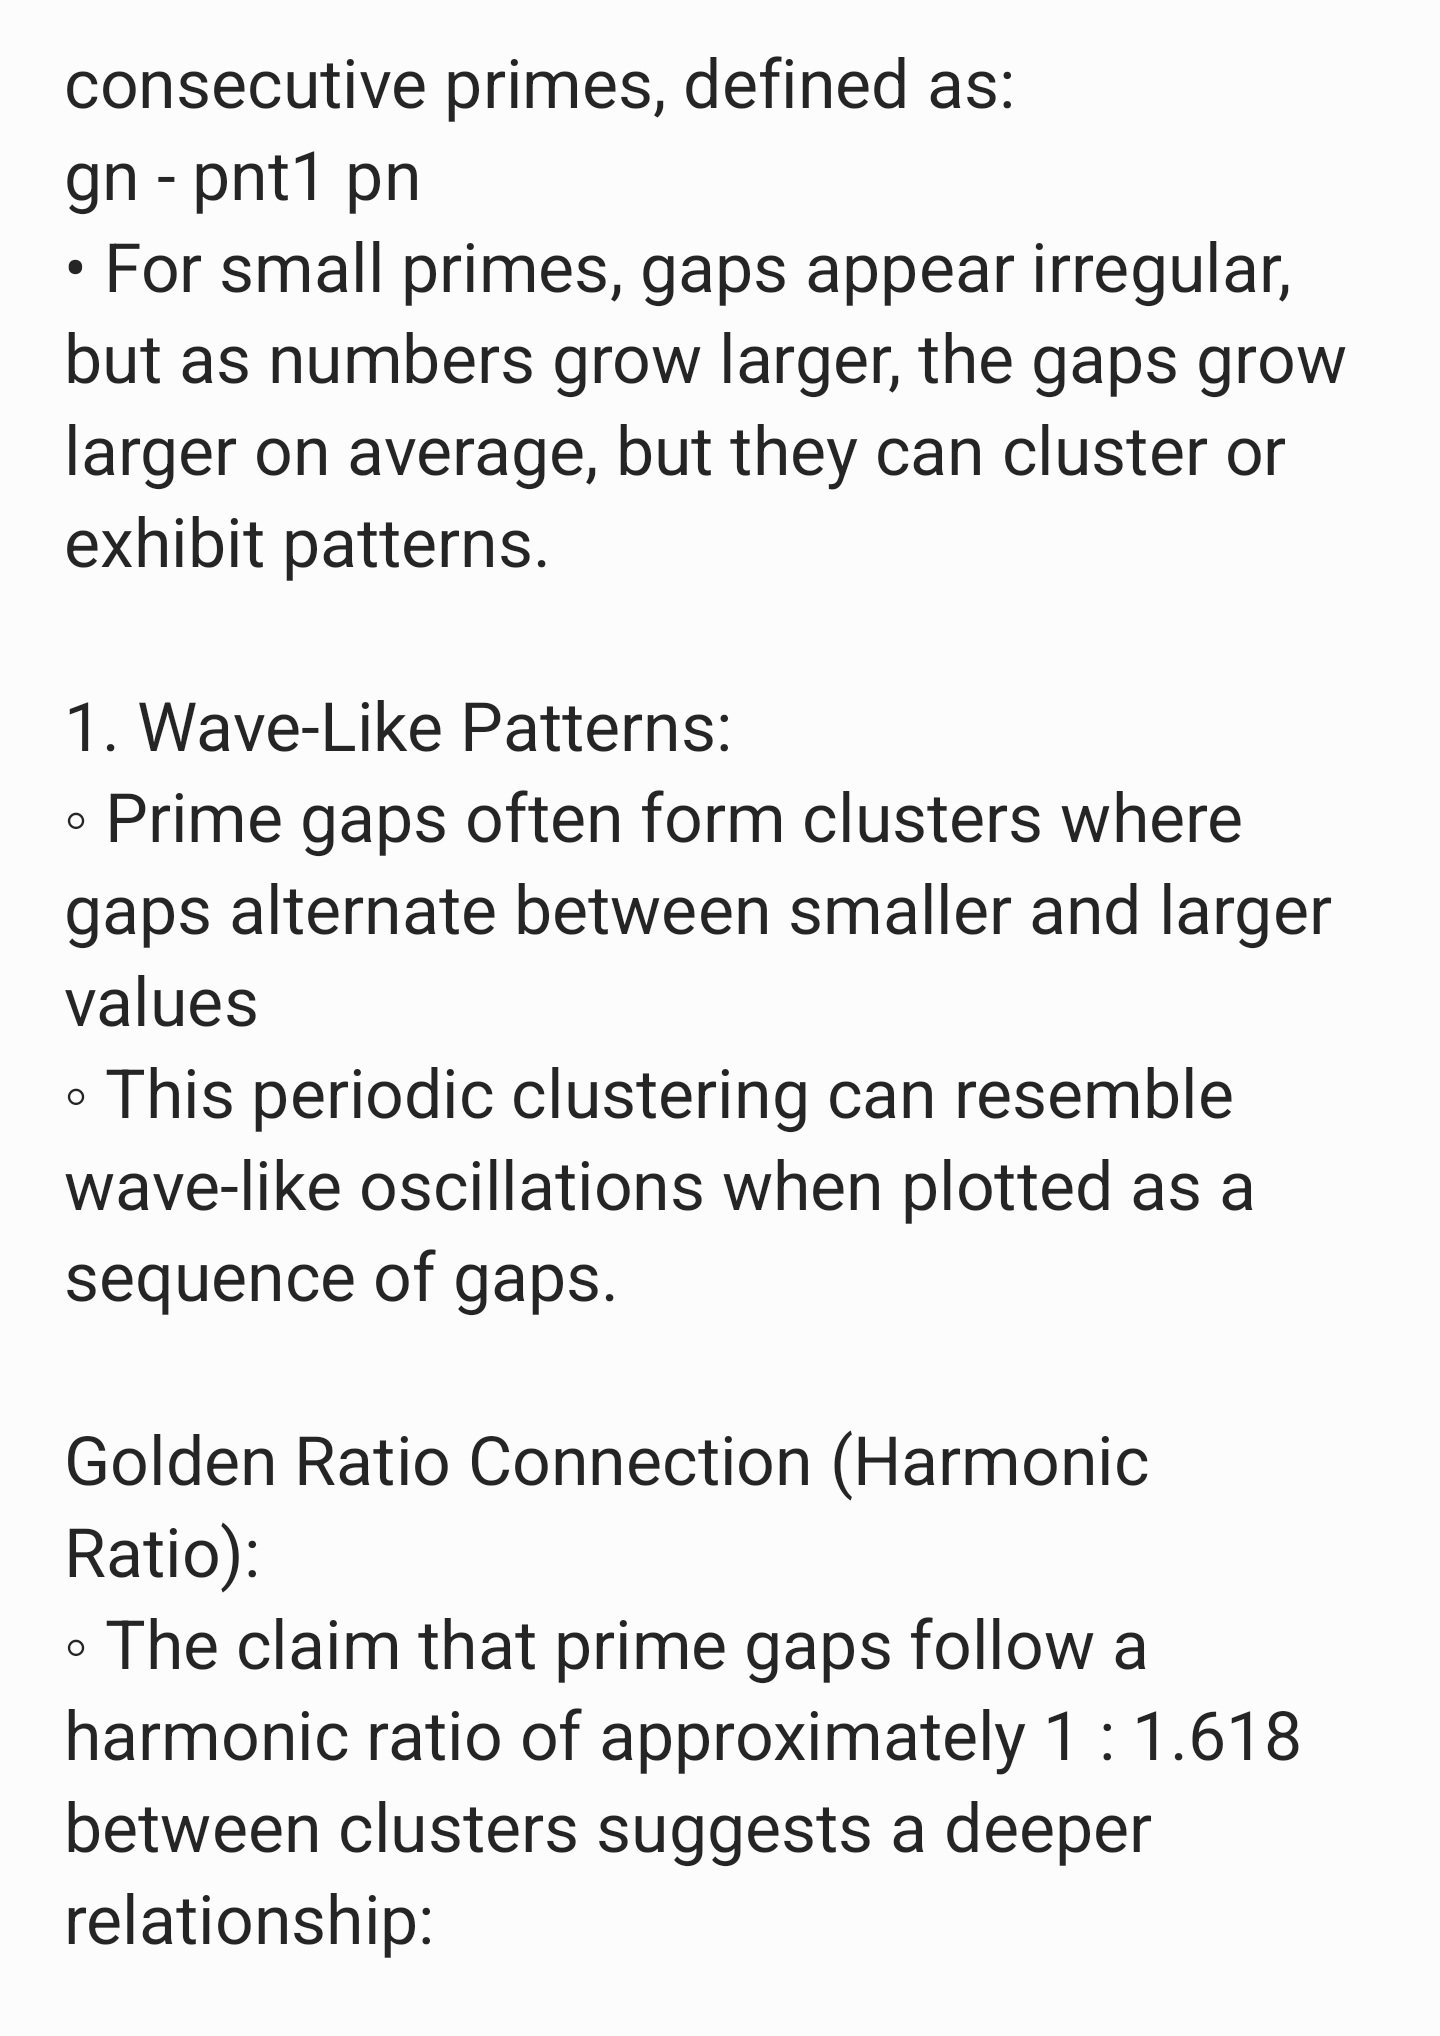 consecutive primes, defined as:
gn - pnt1 pn
• For small primes, gaps appear irregular,
but as numbers grow larger, the gaps grow
larger on average, but they can cluster or
exhibit patterns.
1. Wave-Like Patterns:
◦ Prime gaps often form clusters where
gaps alternate between smaller and larger
values
◦ This periodic clustering can resemble
wave-like oscillations when plotted as a
sequence of gaps.
Golden Ratio Connection (Harmonic
Ratio):
◦ The claim that prime gaps follow a
harmonic ratio of approximately 1 : 1.618
between clusters suggests a deeper
relationship: